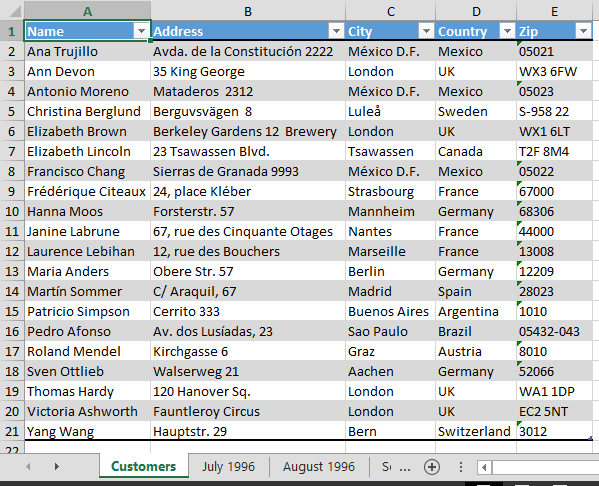 A B C D E
1 Name Address City Country Zip
2 Ana Trujillo Avda. de la Constitución 2222 México D.F. Mexico 05021
3 Ann Devon 35 King George London UK WX3 6FW
4 Antonio Moreno Mataderos  2312 México D.F. Mexico 05023
5 Christina Berglund Berguvsvägen  8 Luleå Sweden S-958 22
6 Elizabeth Brown Berkeley Gardens 12  Brewery London UK WX1 6LT
7 Elizabeth Lincoln 23 Tsawassen Blvd. Tsawassen Canada T2F 8M4
8 Francisco Chang Sierras de Granada 9993 México D.F. Mexico 05022
9 Frédérique Citeaux 24, place Kléber Strasbourg France 67000
10 Hanna Moos Forsterstr. 57 Mannheim Germany 68306
11 Janine Labrune 67, rue des Cinquante Otages Nantes France 44000
12 Laurence Lebihan 12, rue des Bouchers Marseille France 13008
13 Maria Anders Obere Str. 57 Berlin Germany 12209
14 Martín Sommer C/ Araquil, 67 Madrid Spain 28023
15 Patricio Simpson Cerrito 333 Buenos Aires Argentina 1010
16 Pedro Afonso Av. dos Lusíadas, 23 Sao Paulo Brazil 05432-043
17 Roland Mendel Kirchgasse 6 Graz Austria 8010
18 Sven Ottlieb Walserweg 21 Aachen Germany 52066
19 Thomas Hardy 120 Hanover Sq. London UK WA1 1DP
20 Victoria Ashworth Fauntleroy Circus London UK EC2 5NT
21 Yang Wang Hauptstr. 29 Bern Switzerland 3012
22
Customers July 1996 August 1996 ...